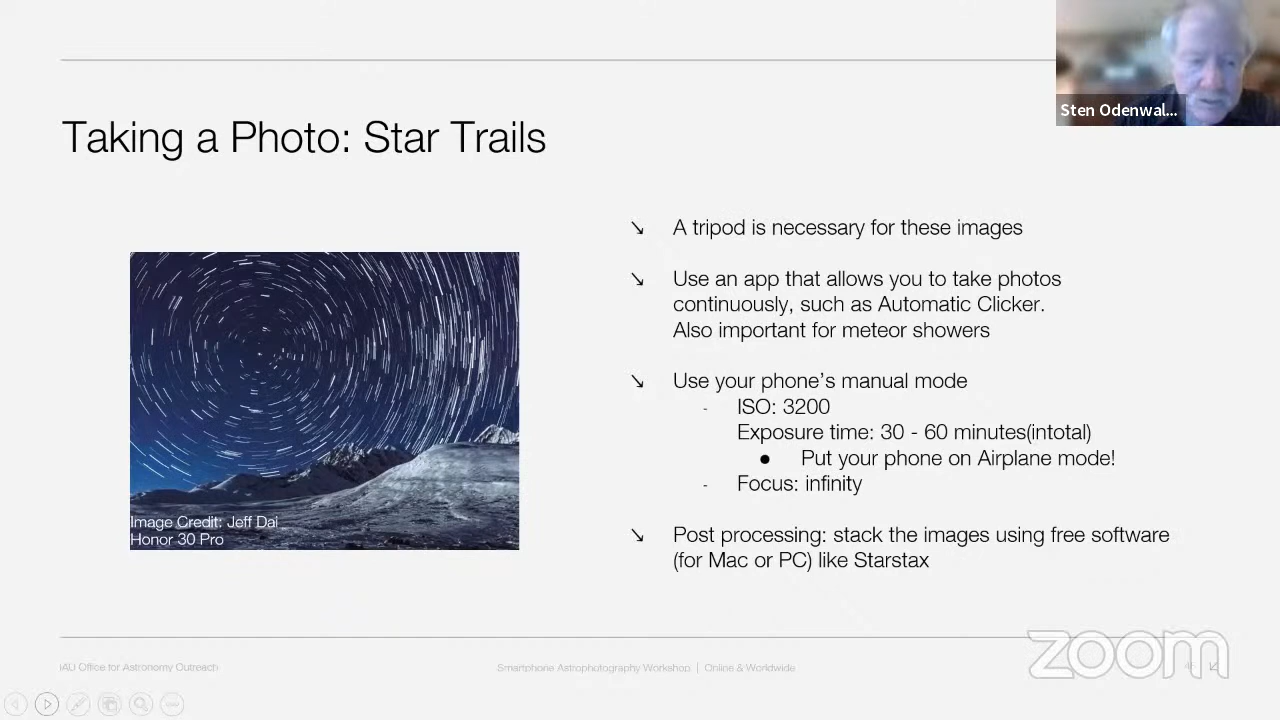 Sten Odenwal...
Taking a Photo: Star Trails
↘ A tripod is necessary for these images
↘ Use an app that allows you to take photos
continuously, such as Automatic Clicker.
Also important for meteor showers
↘ Use your phone’s manual mode
- ISO: 3200
Exposure time: 30 - 60 minutes(intotal)
● Put your phone on Airplane mode!
- Focus: infinity
↘ Post processing: stack the images using free software
(for Mac or PC) like Starstax
Image Credit: Jeff Dai
Honor 30 Pro
IAU Office for Astronomy Outreach
Smartphone Astrophotography Workshop | Online & Worldwide
zoom